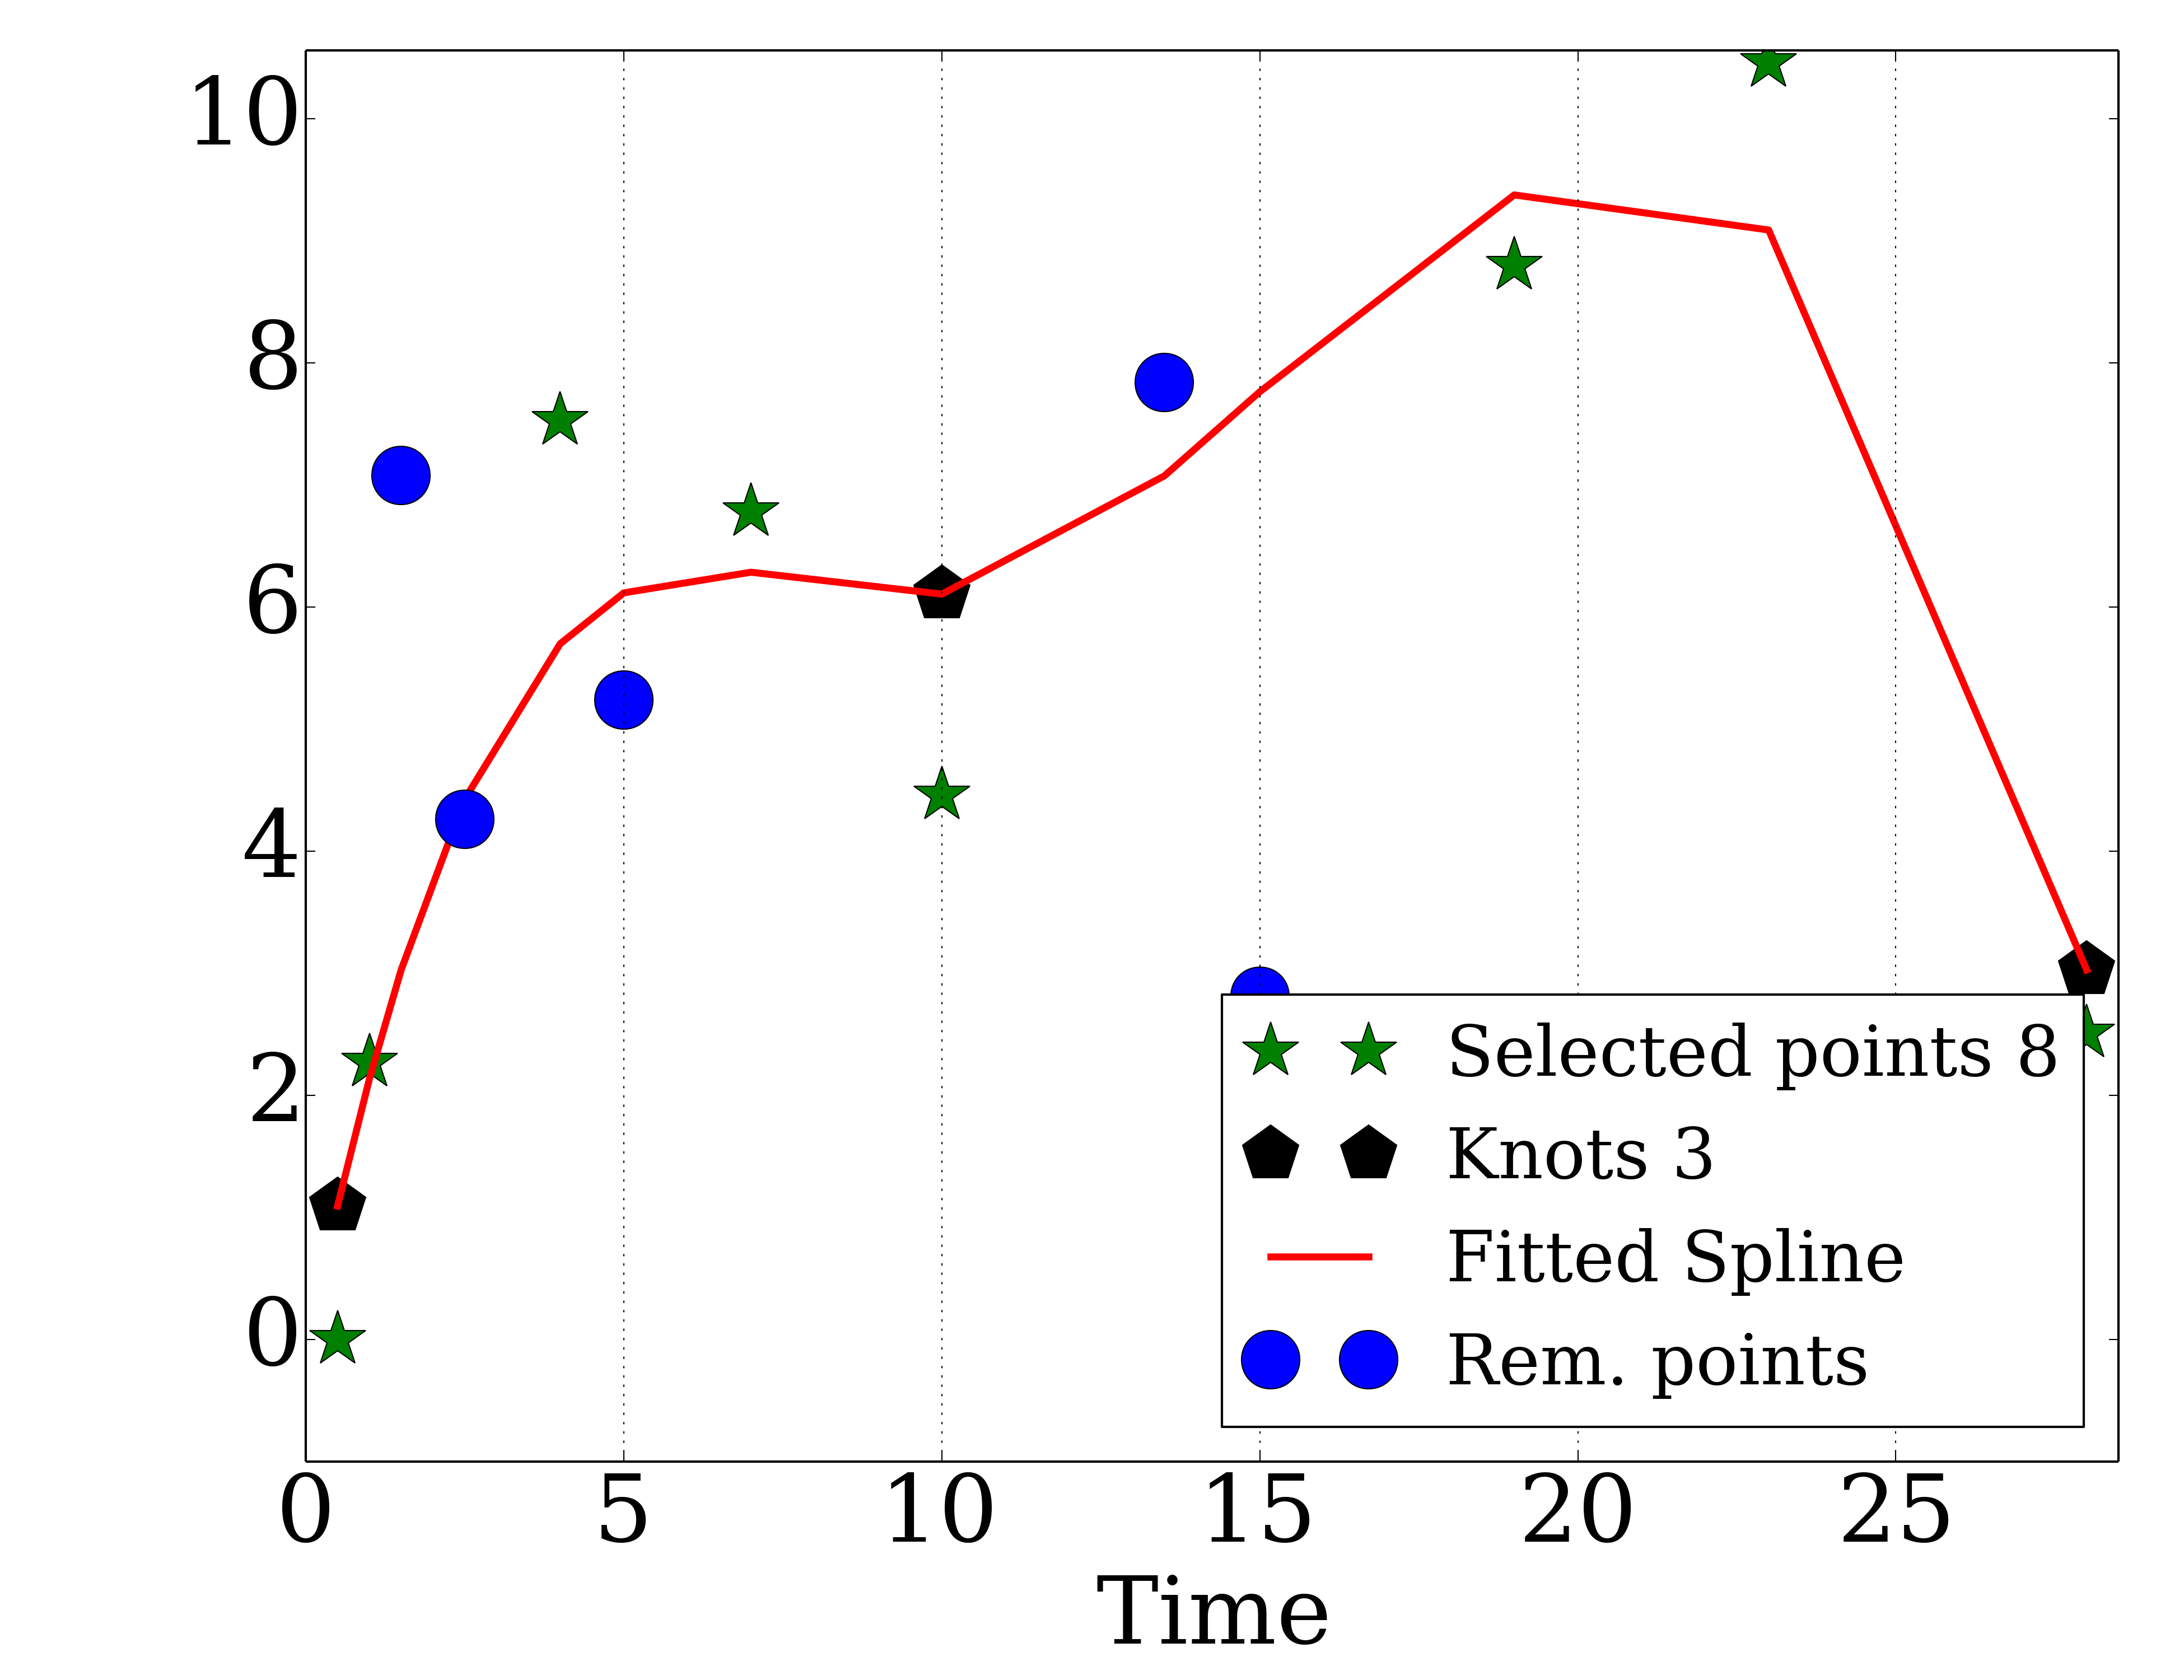 10
8
6
4
2
0
Selected points 8
Knots 3
Fitted Spline
Rem. points
0 5 10 15 20 25
Time